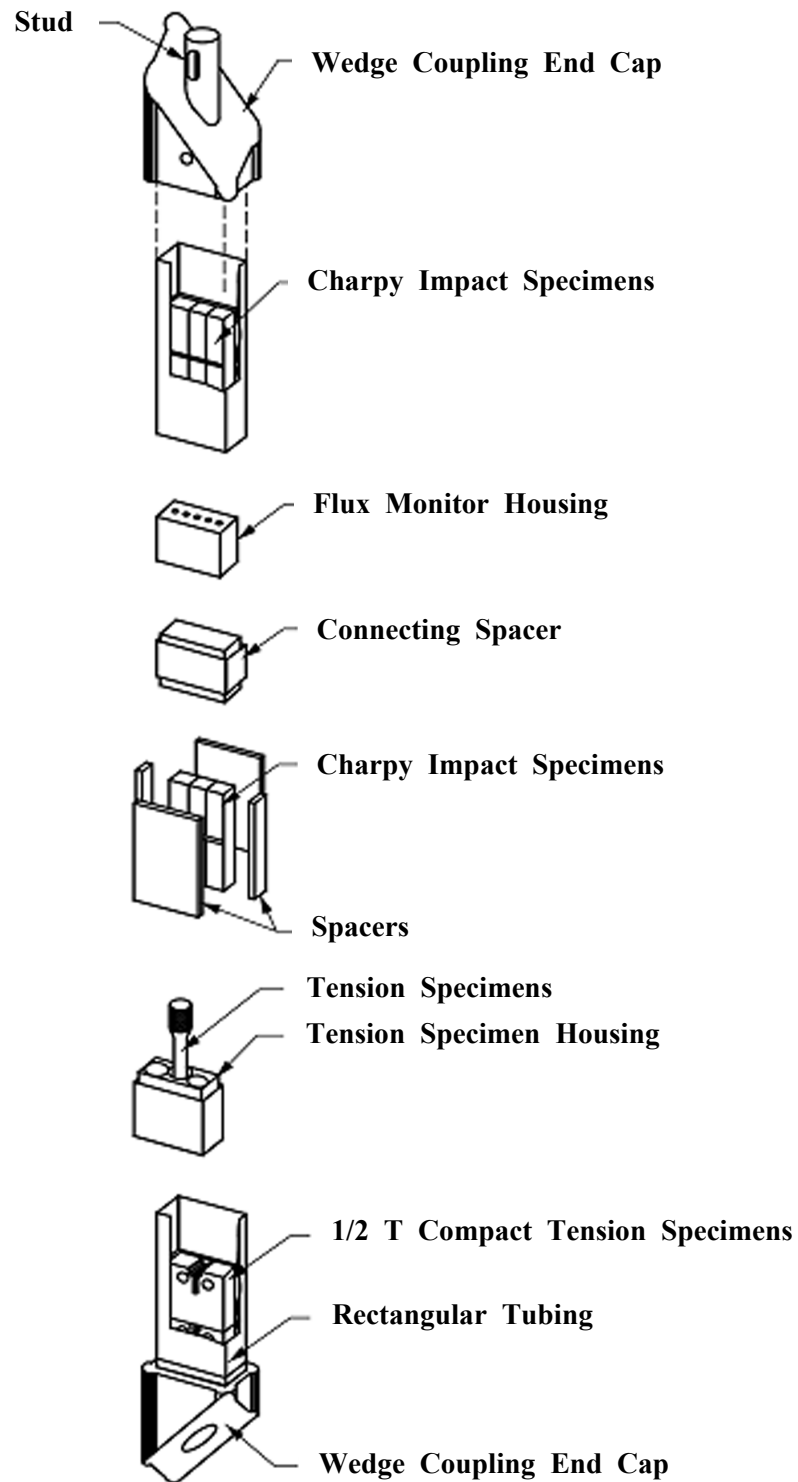 Stud
Wedge Coupling End Cap
Charpy Impact Specimens
Flux Monitor Housing
Connecting Spacer
Charpy Impact Specimens
Spacers
Tension Specimens
Tension Specimen Housing
1/2 T Compact Tension Specimens
Rectangular Tubing
Wedge Coupling End Cap